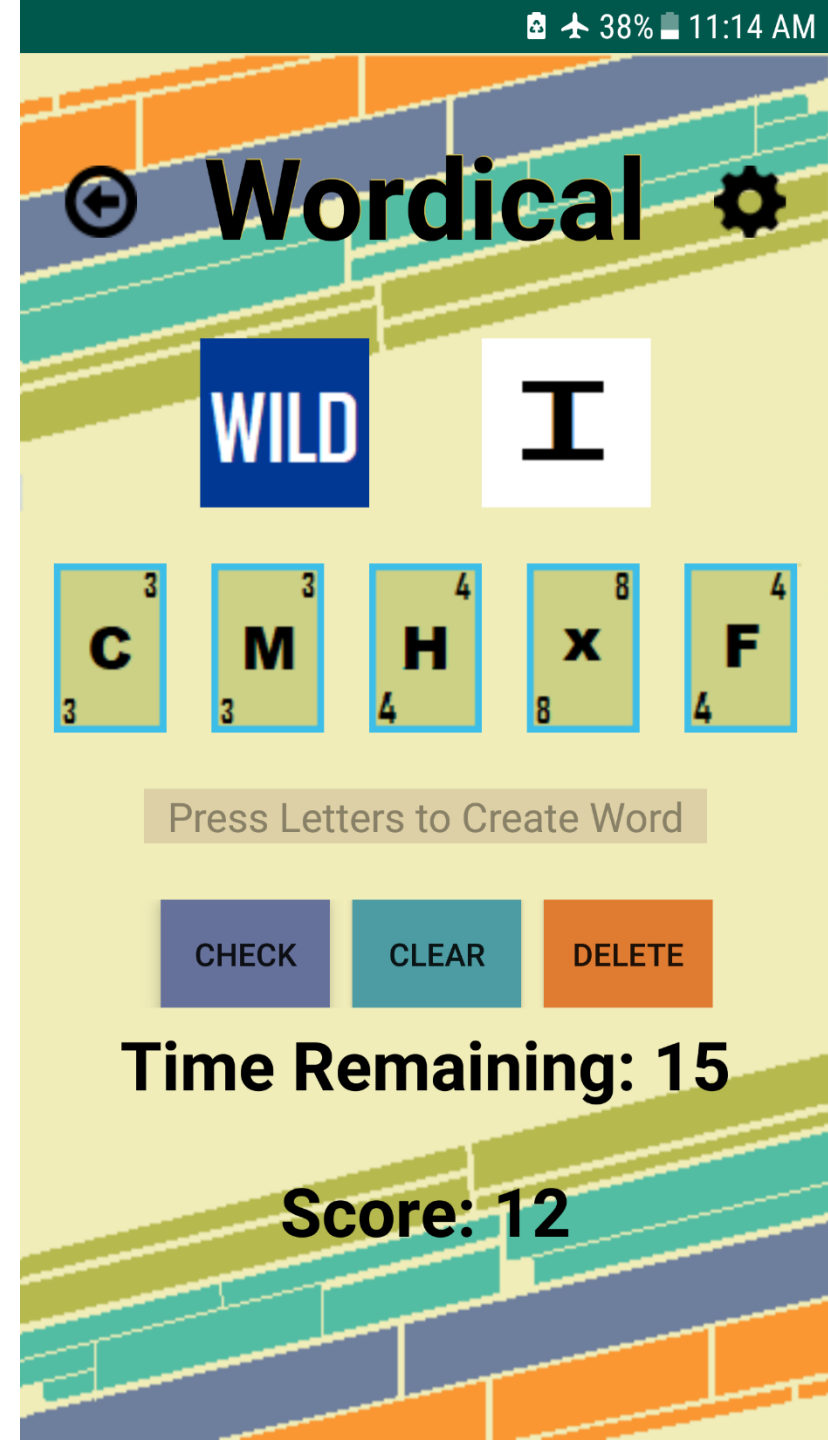 38% 11:14 AM
Wordical
WILD I
3 3 4 8 4
C M H X F
3 3 4 8 4
Press Letters to Create Word
CHECK CLEAR DELETE
Time Remaining: 15
Score: 12